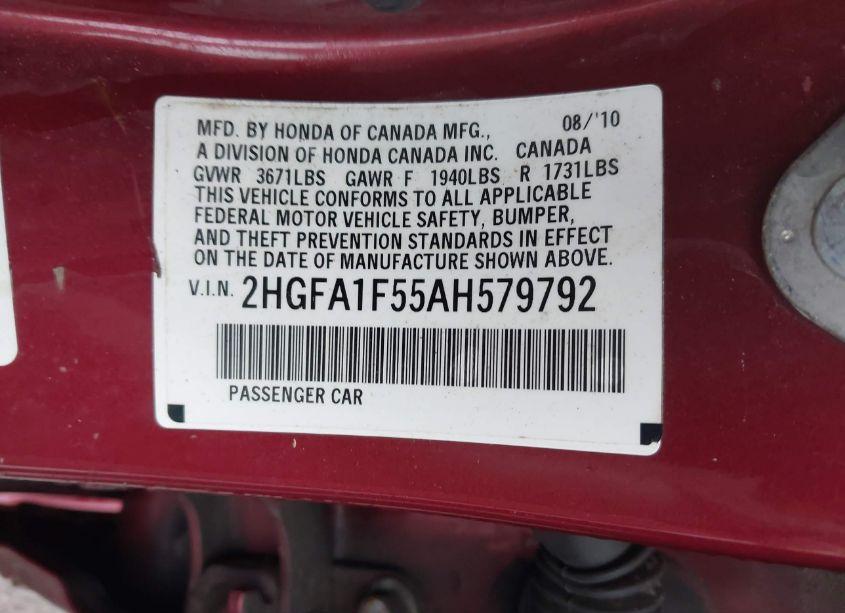 MFD. BY HONDA OF CANADA MFG., 08/'10
A DIVISION OF HONDA CANADA INC. CANADA
GVWR 3671LBS GAWR F 1940LBS R 1731LBS
THIS VEHICLE CONFORMS TO ALL APPLICABLE
FEDERAL MOTOR VEHICLE SAFETY, BUMPER,
AND THEFT PREVENTION STANDARDS IN EFFECT
ON THE DATE OF MANUFACTURE SHOWN ABOVE.
V.I.N. 2HGFA1F55AH579792
PASSENGER CAR